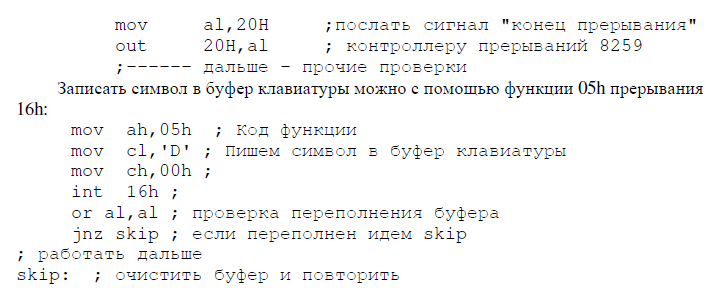 mov al,20H ;послать сигнал "конец прерывания"
out 20H,al ; контроллеру прерываний 8259
;------ дальше – прочие проверки
Записать символ в буфер клавиатуры можно с помощью функции 05h прерывания
16h:
mov ah,05h ; Код функции
mov cl,'D' ; Пишем символ в буфер клавиатуры
mov ch,00h ;
int 16h ;
or al,al ; проверка переполнения буфера
jnz skip ; если переполнен идем skip
; работать дальше
skip: ; очистить буфер и повторить